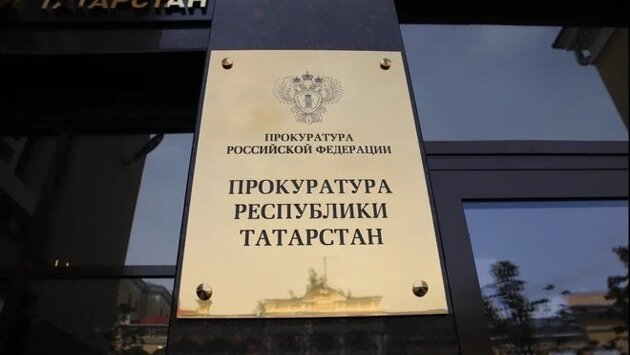 ТАТАРСТАН
ПРОКУРАТУРА
РОССИЙСКОЙ ФЕДЕРАЦИИ
ПРОКУРАТУРА
РЕСПУБЛИКИ
ТАТАРСТАН